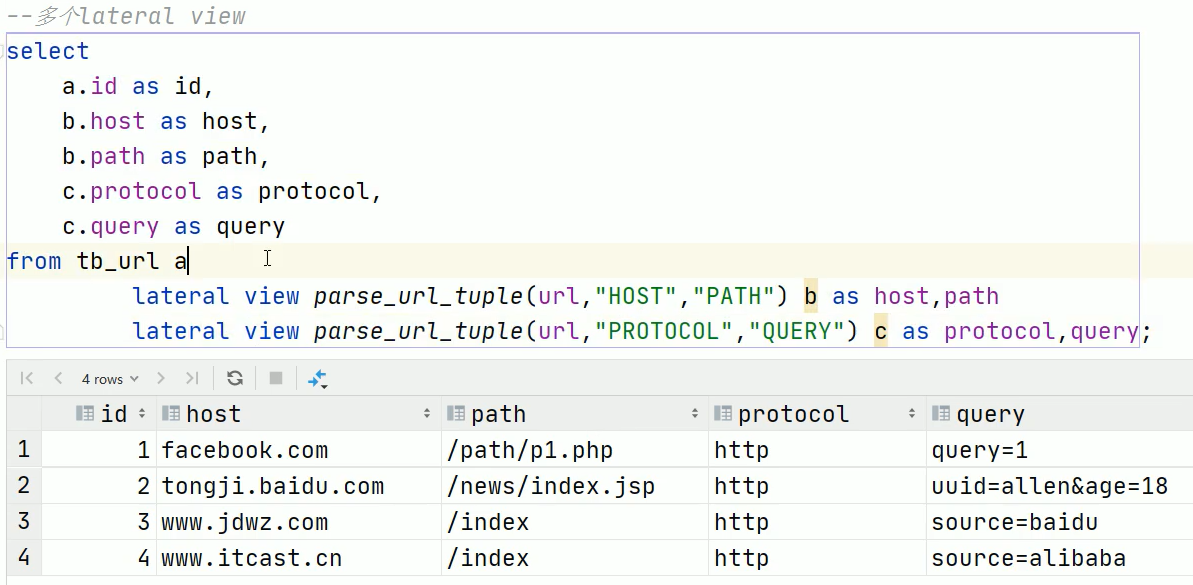 --多个lateral view
select
a.id as id,
b.host as host,
b.path as path,
c.protocol as protocol,
c.query as query
from tb_url a
lateral view parse_url_tuple(url,"HOST","PATH") b as host,path
lateral view parse_url_tuple(url,"PROTOCOL","QUERY") c as protocol,query;
4 rows
id host path protocol query
1 1 facebook.com /path/p1.php http query=1
2 2 tongji.baidu.com /news/index.jsp http uuid=allen&age=18
3 3 www.jdwz.com /index http source=baidu
4 4 www.itcast.cn /index http source=alibaba